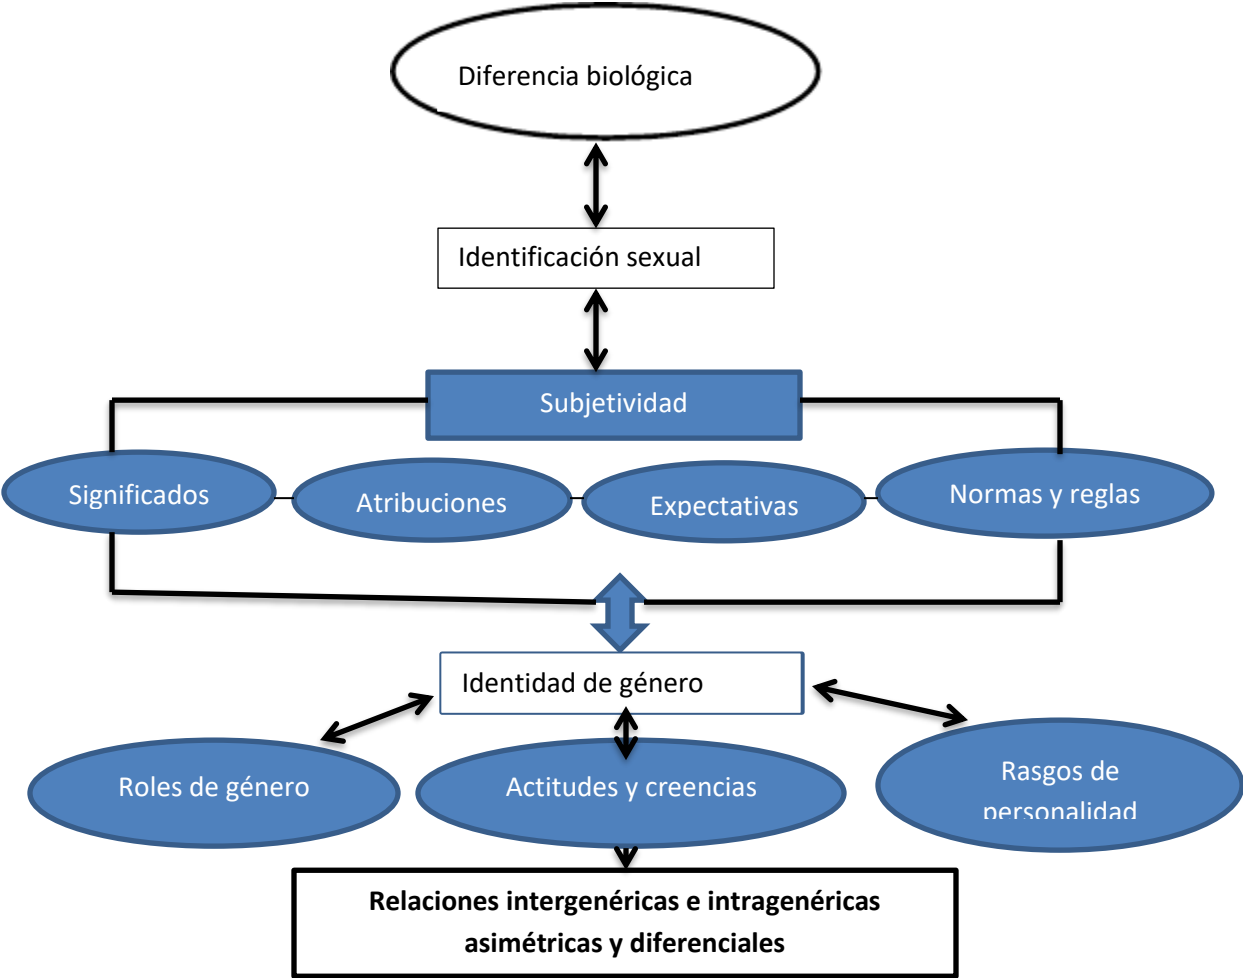 Diferencia biológica
Identificación sexual
Subjetividad
Significados
Atribuciones
Expectativas
Normas y reglas
Identidad de género
Roles de género
Actitudes y creencias
Rasgos de
personalidad
Relaciones intergenéricas e intragenéricas
asimétricas y diferenciales